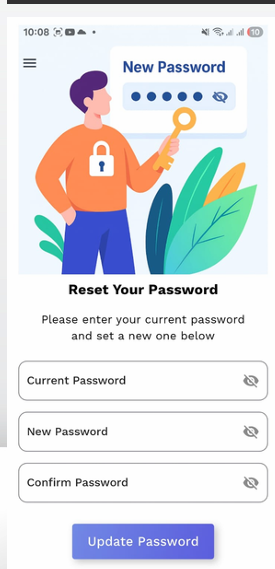 10:08
10
New Password
Reset Your Password
Please enter your current password
and set a new one below
Current Password
New Password
Confirm Password
Update Password